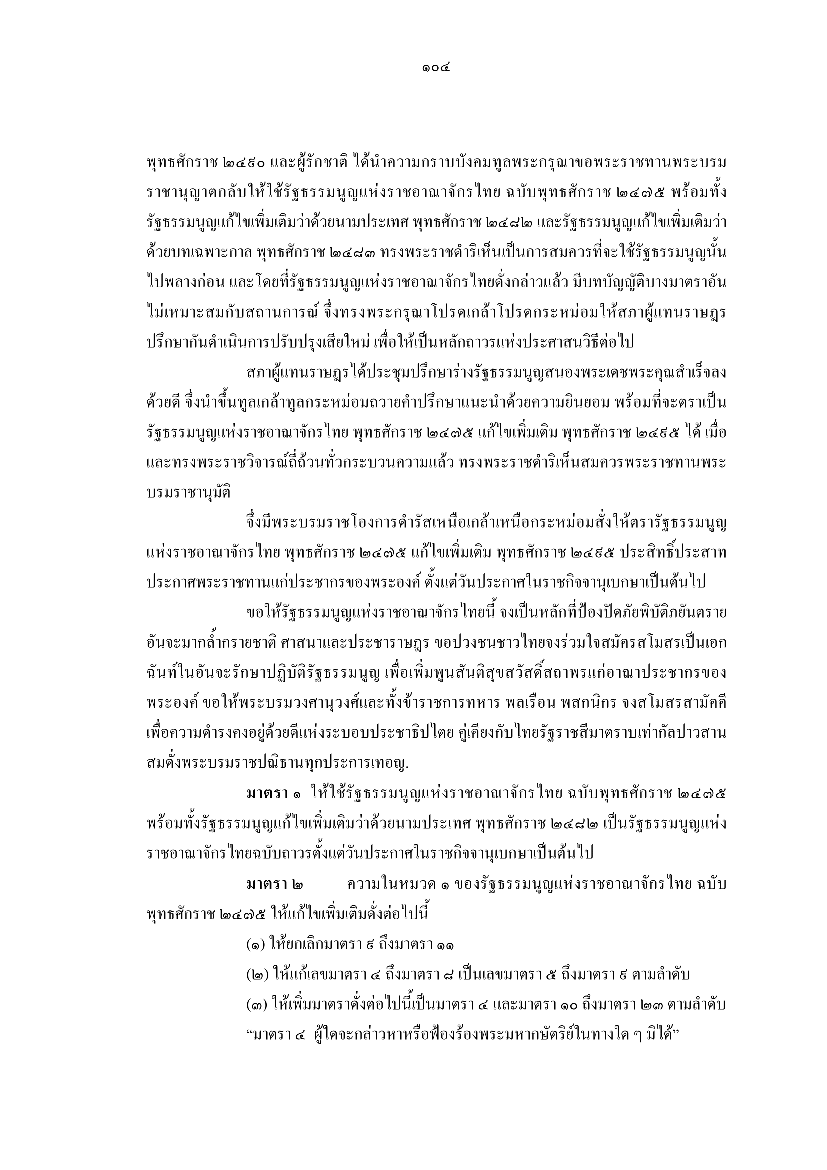 ๑๐๔
พุทธศักราช ๒๔๙๐ และผู้รักชาติ ได้นำความกราบบังคมทูลพระกรุณาขอพระราชทานพระบรม
ราชานุญาตกลับให้ใช้รัฐธรรมนูญแห่งราชอาณาจักรไทย ฉบับพุทธศักราช ๒๔๗๕ พร้อมทั้ง
รัฐธรรมนูญแก้ไขเพิ่มเติมว่าด้วยนามประเทศ พุทธศักราช ๒๔๘๒ และรัฐธรรมนูญแก้ไขเพิ่มเติมว่า
ด้วยบทเฉพาะกาล พุทธศักราช ๒๔๘๓ ทรงพระราชดำริเห็นเป็นการสมควรที่จะใช้รัฐธรรมนูญนั้น
ไปพลางก่อน และโดยที่รัฐธรรมนูญแห่งราชอาณาจักรไทยดั่งกล่าวแล้ว มีบทบัญญัติบางมาตราอัน
ไม่เหมาะสมกับสถานการณ์ จึ่งทรงพระกรุณาโปรดเกล้าโปรดกระหม่อมให้สภาผู้แทนราษฎร
ปรึกษากันดำเนินการปรับปรุงเสียใหม่ เพื่อให้เป็นหลักถาวรแห่งประศาสนวิธีต่อไป
สภาผู้แทนราษฎรได้ประชุมปรึกษาร่างรัฐธรรมนูญสนองพระเดชพระคุณสำเร็จลง
ด้วยดี จึ่งนำขึ้นทูลเกล้าทูลกระหม่อมถวายคำปรึกษาแนะนำด้วยความยินยอม พร้อมที่จะตราเป็น
รัฐธรรมนูญแห่งราชอาณาจักรไทย พุทธศักราช ๒๔๗๕ แก้ไขเพิ่มเติม พุทธศักราช ๒๔๙๕ ได้ เมื่อ
และทรงพระราชวิจารณ์ถี่ถ้วนทั่วกระบวนความแล้ว ทรงพระราชดำริเห็นสมควรพระราชทานพระ
บรมราชานุมัติ
จึ่งมีพระบรมราชโองการดำรัสเหนือเกล้าเหนือกระหม่อมสั่งให้ตรารัฐธรรมนูญ
แห่งราชอาณาจักรไทย พุทธศักราช ๒๔๗๕ แก้ไขเพิ่มเติม พุทธศักราช ๒๔๙๕ ประสิทธิ์ประสาท
ประกาศพระราชทานแก่ประชากรของพระองค์ ตั้งแต่วันประกาศในราชกิจจานุเบกษาเป็นต้นไป
ขอให้รัฐธรรมนูญแห่งราชอาณาจักรไทยนี้ จงเป็นหลักที่ป้องปัดภัยพิบัติภยันตราย
อันจะมากล้ำกรายชาติ ศาสนาและประชาราษฎร ขอปวงชนชาวไทยจงร่วมใจสมัครสโมสรเป็นเอก
ฉันท์ในอันจะรักษาปฏิบัติรัฐธรรมนูญ เพื่อเพิ่มพูนสันติสุขสวัสดิ์สถาพรแก่อาณาประชากรของ
พระองค์ ขอให้พระบรมวงศานุวงศ์และทั้งข้าราชการทหาร พลเรือน พสกนิกร จงสโมสรสามัคคี
เพื่อความดำรงคงอยู่ด้วยดีแห่งระบอบประชาธิปไตย คู่เคียงกับไทยรัฐราชสีมาตราบเท่ากัลปาวสาน
สมดั่งพระบรมราชปณิธานทุกประการเทอญ.
มาตรา ๑ ให้ใช้รัฐธรรมนูญแห่งราชอาณาจักรไทย ฉบับพุทธศักราช ๒๔๗๕
พร้อมทั้งรัฐธรรมนูญแก้ไขเพิ่มเติมว่าด้วยนามประเทศ พุทธศักราช ๒๔๘๒ เป็นรัฐธรรมนูญแห่ง
ราชอาณาจักรไทยฉบับถาวรตั้งแต่วันประกาศในราชกิจจานุเบกษาเป็นต้นไป
มาตรา ๒ ความในหมวด ๑ ของรัฐธรรมนูญแห่งราชอาณาจักรไทย ฉบับ
พุทธศักราช ๒๔๗๕ ให้แก้ไขเพิ่มเติมดั่งต่อไปนี้
(๑) ให้ยกเลิกมาตรา ๙ ถึงมาตรา ๑๑
(๒) ให้แก้เลขมาตรา ๔ ถึงมาตรา ๘ เป็นเลขมาตรา ๕ ถึงมาตรา ๙ ตามลำดับ
(๓) ให้เพิ่มมาตราดั่งต่อไปนี้เป็นมาตรา ๔ และมาตรา ๑๐ ถึงมาตรา ๒๓ ตามลำดับ
“มาตรา ๔ ผู้ใดจะกล่าวหาหรือฟ้องร้องพระมหากษัตริย์ในทางใด ๆ มิได้”